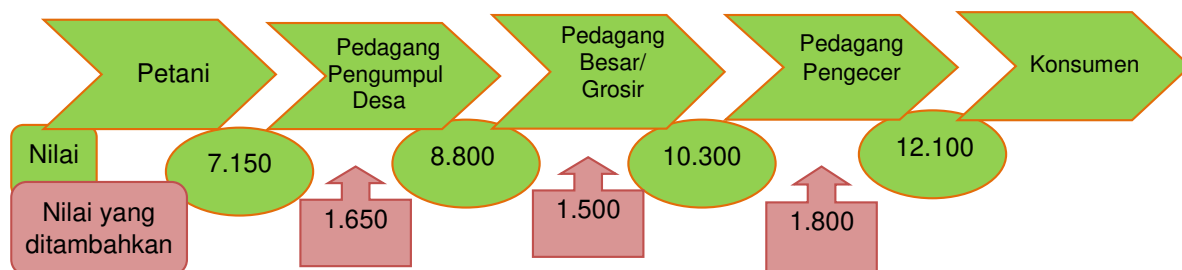 Petani
Pedagang
Pengumpul
Desa
Pedagang
Besar/
Grosir
Pedagang
Pengecer
Konsumen
Nilai
7.150
8.800
10.300
12.100
Nilai yang
ditambahkan
1.650
1.500
1.800